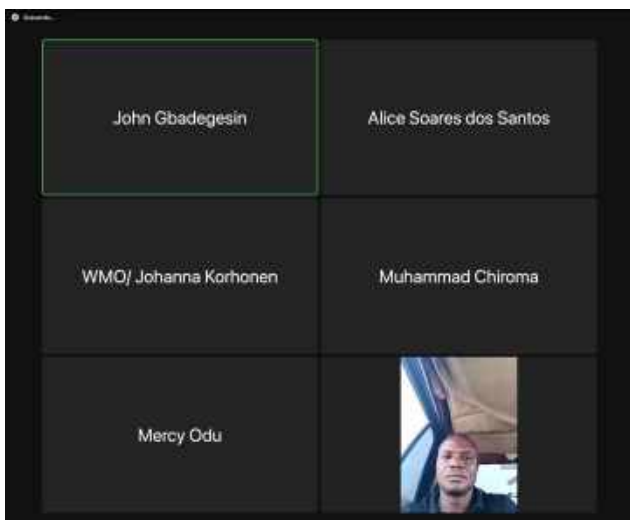 John Gbadegesin
Alice Soares dos Santos
WMO/ Johanna Korhonen
Muhammad Chiroma
Mercy Odu